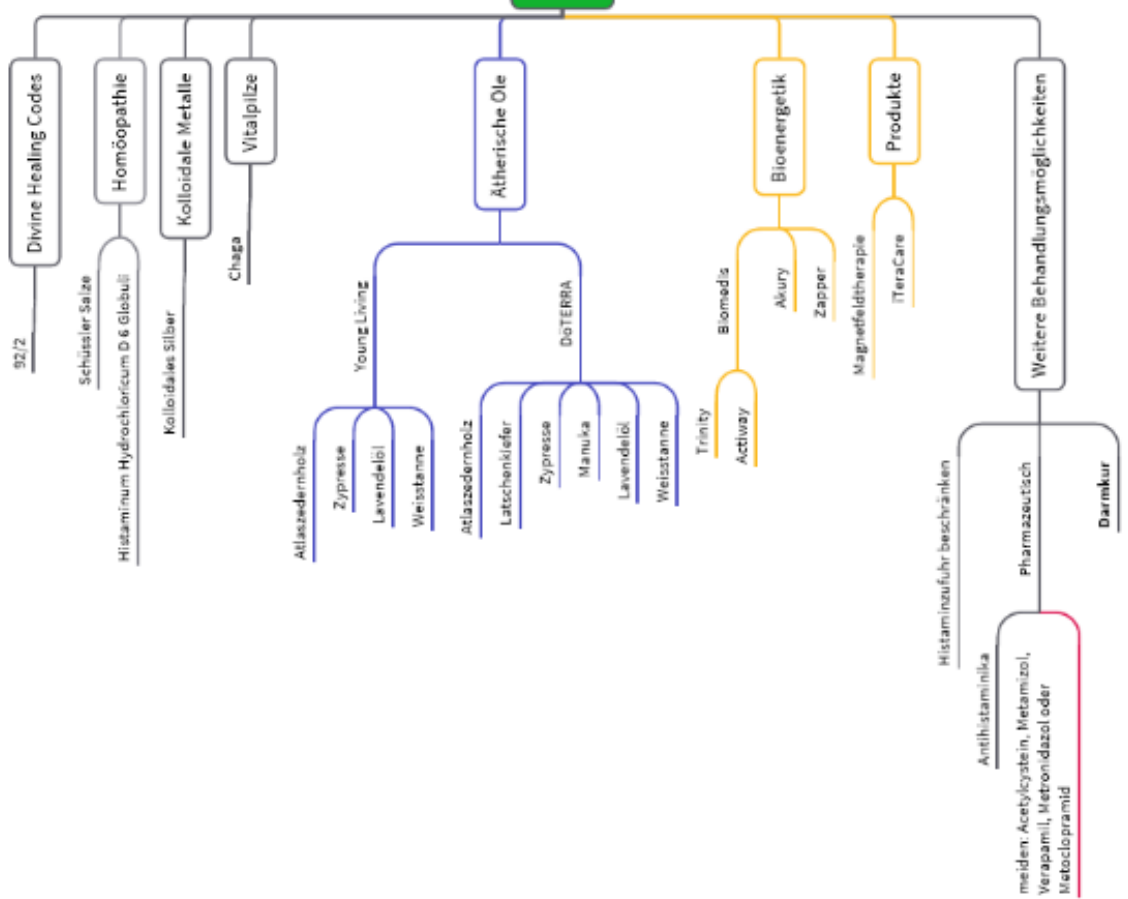 Divine Healing Codes
92/2
Homöopathie
Schüssler Salze
Histaminum Hydrochloricum D 6 Globuli
Kolloidale Metalle
Kolloidales Silber
Vitalpilze
Chaga
Ätherische Öle
Young Living
Atlaszedernholz
Zypresse
Lavendelöl
Weisstanne
DoTERRA
Atlaszedernholz
Latschenkiefer
Zypresse
Manuka
Lavendelöl
Weisstanne
Bioenergetik
Biomedis
Trinity
Actiway
Akury
Zapper
Produkte
Magnetfeldtherapie
iTeraCare
Weitere Behandlungsmöglichkeiten
Histaminzufuhr beschränken
Pharmazeutisch
Antihistaminika
meiden: Acetylcystein, Metamizol,
Verapamil, Metronidazol oder
Metoclopramid
Darmkur